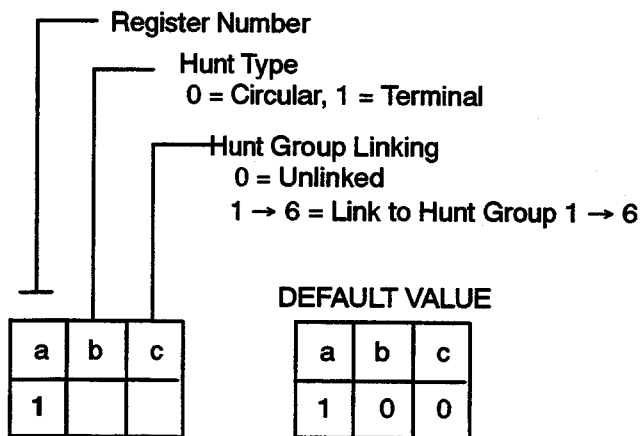 Register Number
Hunt Type
0 = Circular, 1 = Terminal
Hunt Group Linking
0 = Unlinked
1 → 6 = Link to Hunt Group 1 → 6
DEFAULT VALUE
a b c
1
a b c
1 0 0